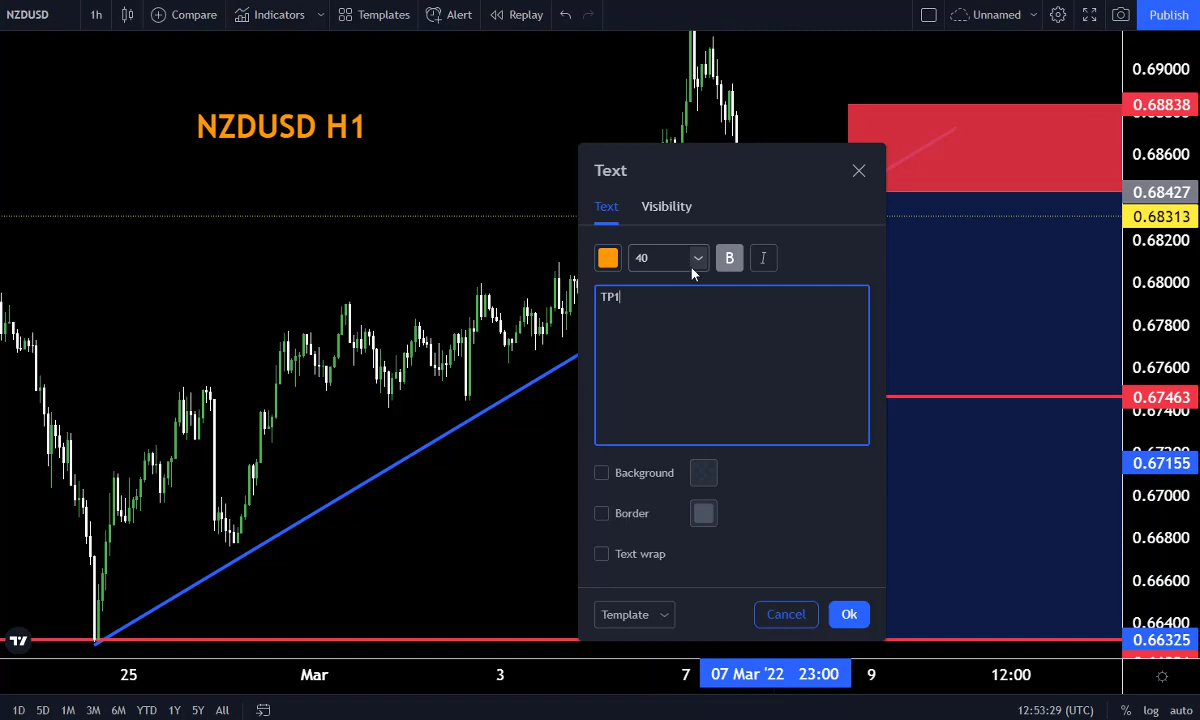 NZDUSD 1h Compare Indicators Templates Alert Replay Unnamed Publish
NZDUSD H1
Text
Text Visibility
40 B I
TP1
Background
Border
Text wrap
Template Cancel Ok
0.69000
0.68838
0.68600
0.68427
0.68313
0.68200
0.68000
0.67800
0.67600
0.67463
0.67400
0.67155
0.67000
0.66800
0.66600
0.66400
0.66325
25 Mar 3 7 07 Mar '22 23:00 9 12:00
1D 5D 1M 3M 6M YTD 1Y 5Y All 12:53:29 (UTC) % log auto